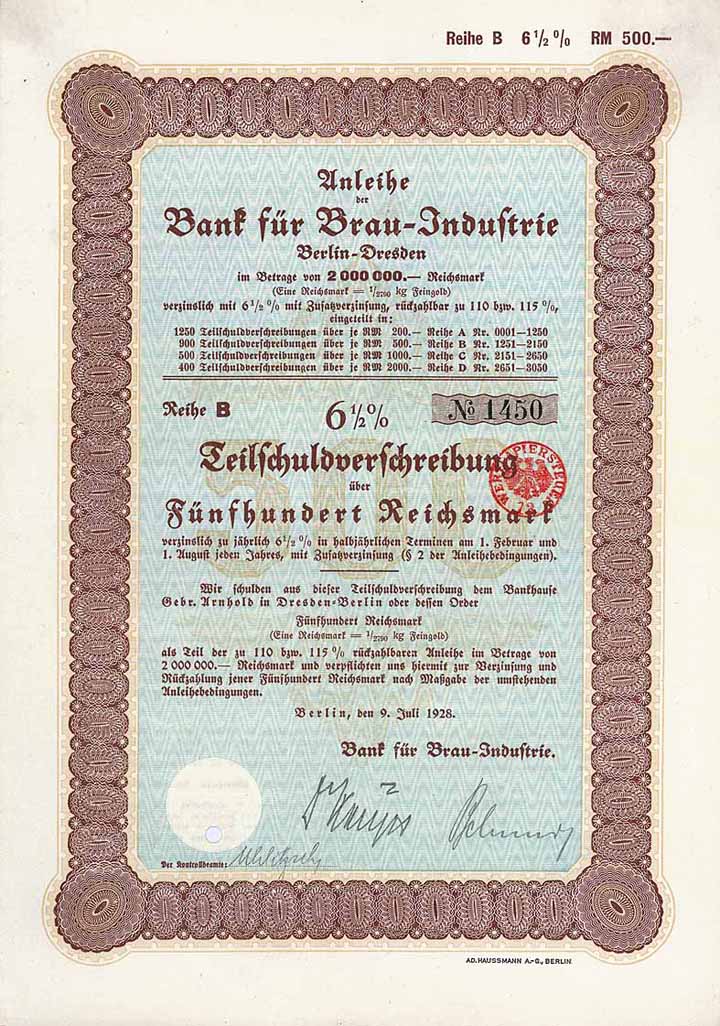 Reihe B 6 1/2 % RM 500.—
Anleihe
der
Bank für Brau-Industrie
Berlin-Dresden
im Betrage von 2 000 000.— Reichsmark
(Eine Reichsmark = 1/2790 kg Feingold)
verzinslich mit 6 1/2 % mit Zusatzverzinsung, rückzahlbar zu 110 bzw. 115 %,
eingeteilt in:
1250 Teilschuldverschreibungen über je RM 200.— Reihe A Nr. 0001—1250
900 Teilschuldverschreibungen über je RM 500.— Reihe B Nr. 1251—2150
500 Teilschuldverschreibungen über je RM 1000.— Reihe C Nr. 2151—2650
400 Teilschuldverschreibungen über je RM 2000.— Reihe D Nr. 2651—3050
Reihe B 6 1/2 % № 1450
Teilschuldverschreibung
über
Fünfhundert Reichsmark
WERTPAPIERSTEUER
verzinslich zu jährlich 6 1/2 % in halbjährlichen Terminen am 1. Februar und
1. August jeden Jahres, mit Zusatzverzinsung (§ 2 der Anleihebedingungen).
Wir schulden aus dieser Teilschuldverschreibung dem Bankhause
Gebr. Arnhold in Dresden-Berlin oder dessen Order
Fünfhundert Reichsmark
(Eine Reichsmark = 1/2790 kg Feingold)
als Teil der zu 110 bzw. 115 % rückzahlbaren Anleihe im Betrage von
2 000 000.— Reichsmark und verpflichten uns hiermit zur Verzinsung und
Rückzahlung jener Fünfhundert Reichsmark nach Maßgabe der umstehenden
Anleihebedingungen.
Berlin, den 9. Juli 1928.
Bank für Brau-Industrie.
Der Kontrollbeamte:
AD. HAUSSMANN A.-G., BERLIN